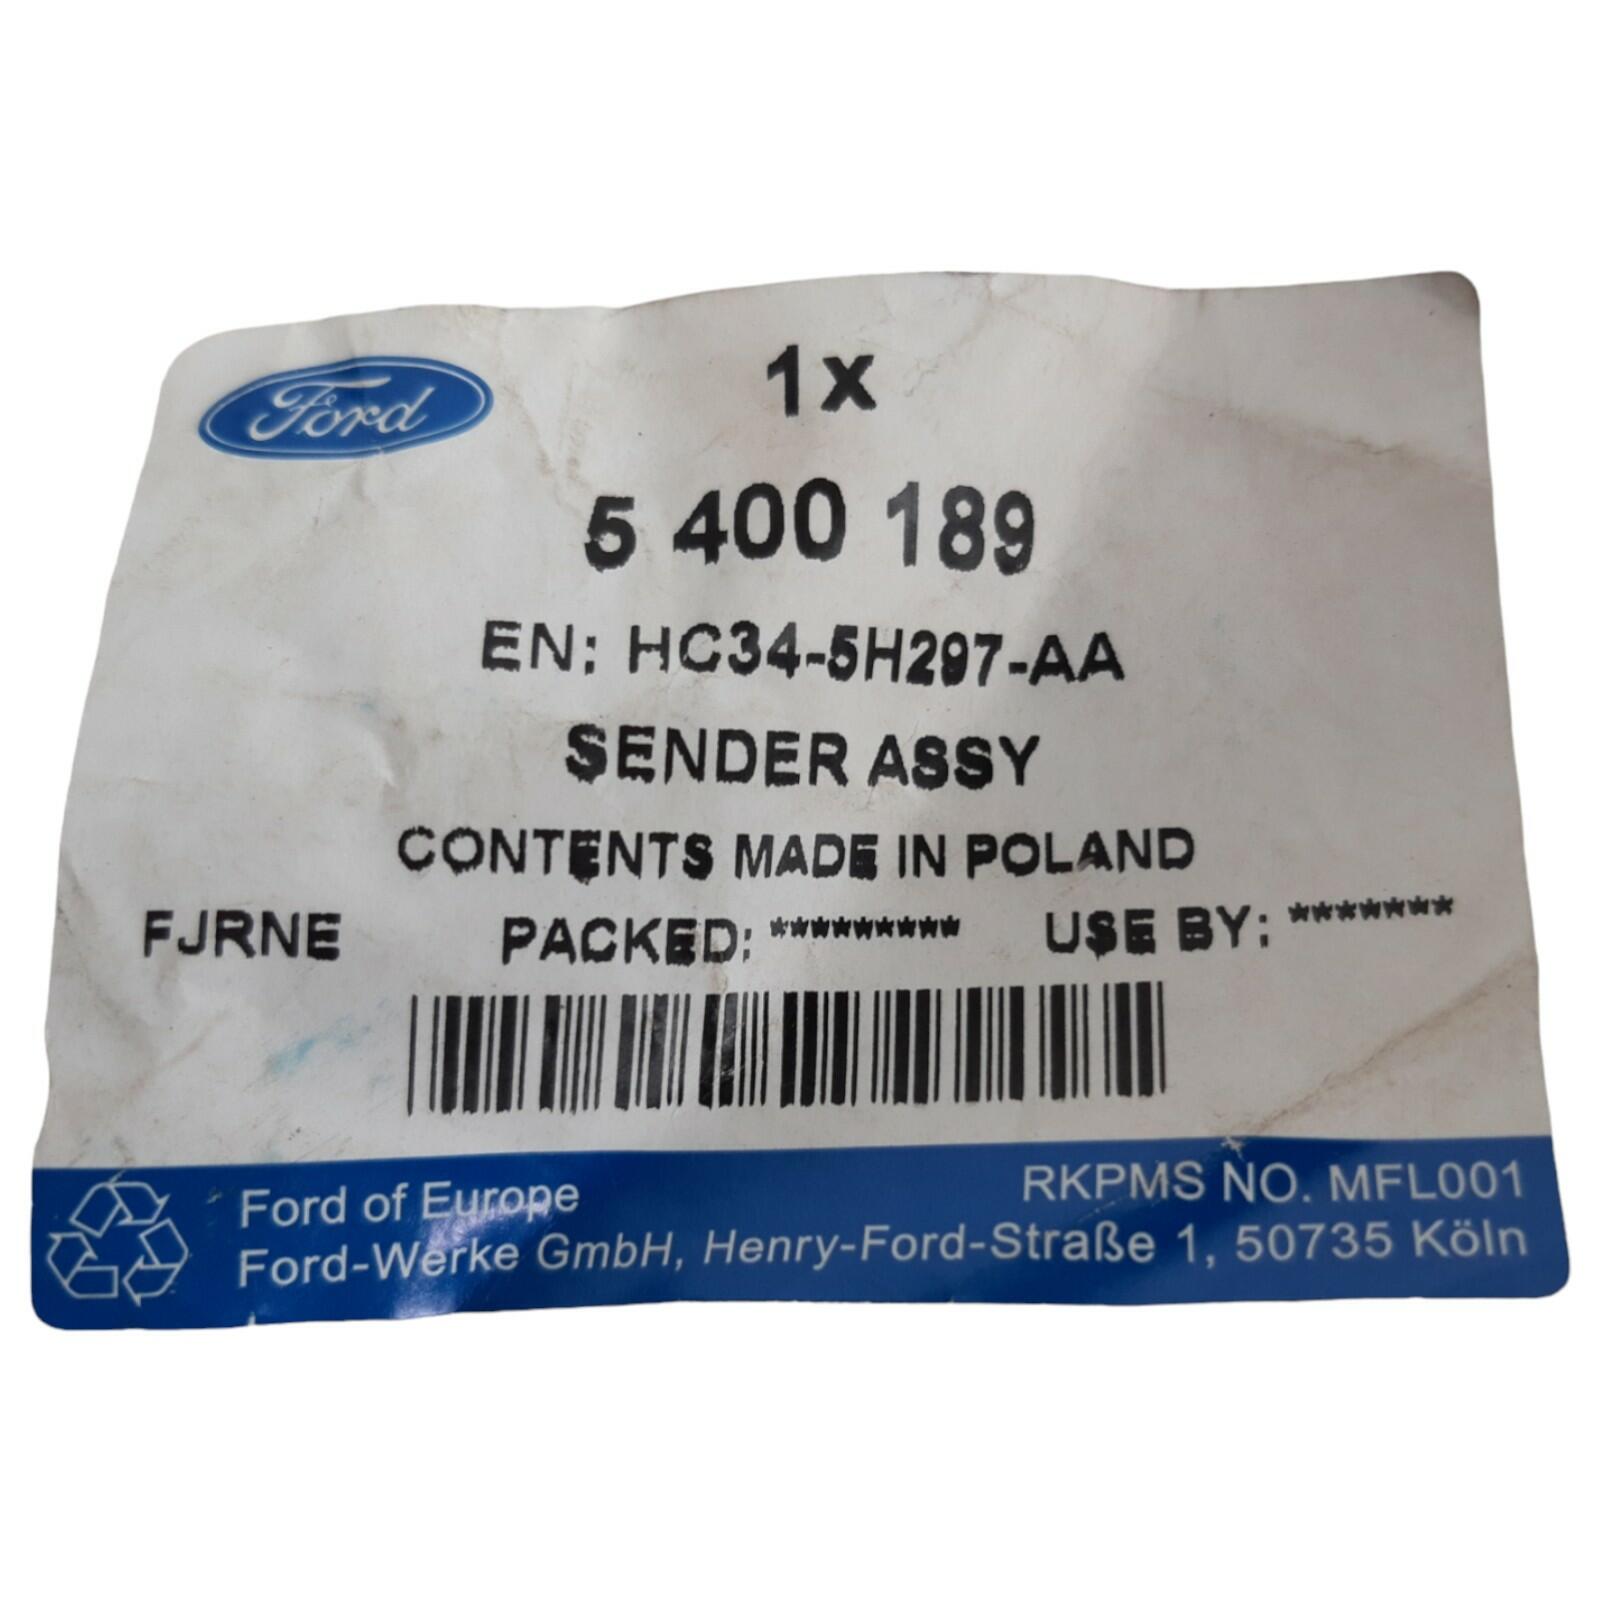 Ford
1x
5 400 189
EN: HC34-5H297-AA
SENDER ASSY
CONTENTS MADE IN POLAND
FJRNE PACKED: ********* USE BY: *******
Ford of Europe RKPMS NO. MFL001
Ford-Werke GmbH, Henry-Ford-Straße 1, 50735 Köln